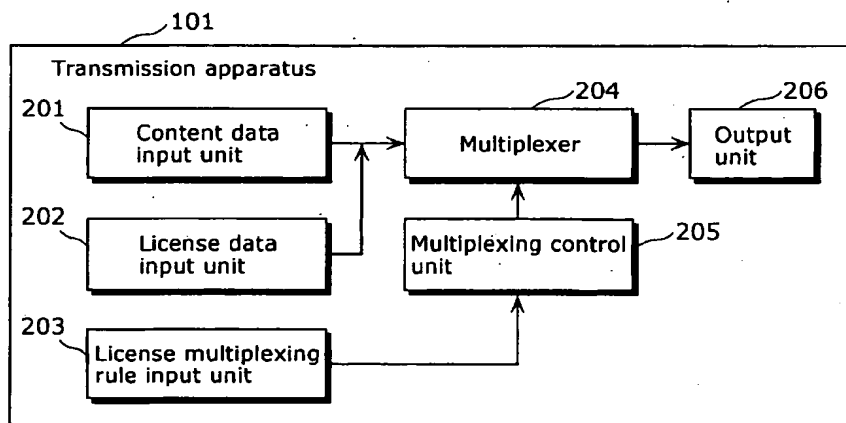 101
Transmission apparatus
201
Content data
input unit
204
Multiplexer
206
Output
unit
202
License data
input unit
Multiplexing control
unit
205
203
License multiplexing
rule input unit